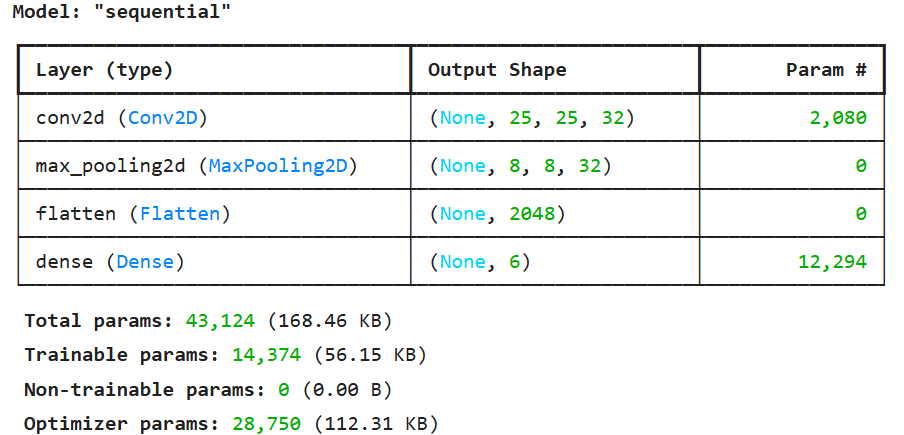 Model: "sequential"
Layer (type) Output Shape Param #
conv2d (Conv2D) (None, 25, 25, 32) 2,080
max_pooling2d (MaxPooling2D) (None, 8, 8, 32) 0
flatten (Flatten) (None, 2048) 0
dense (Dense) (None, 6) 12,294
Total params: 43,124 (168.46 KB)
Trainable params: 14,374 (56.15 KB)
Non-trainable params: 0 (0.00 B)
Optimizer params: 28,750 (112.31 KB)